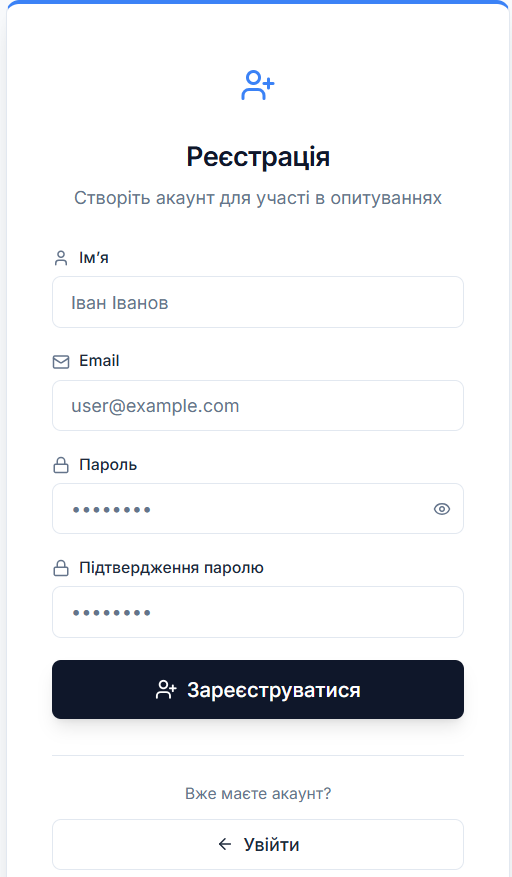 Реєстрація
Створіть акаунт для участі в опитуваннях
Ім’я
Іван Іванов
Email
user@example.com
Пароль
••••••••
Підтвердження паролю
••••••••
Зареєструватися
Вже маєте акаунт?
Увійти